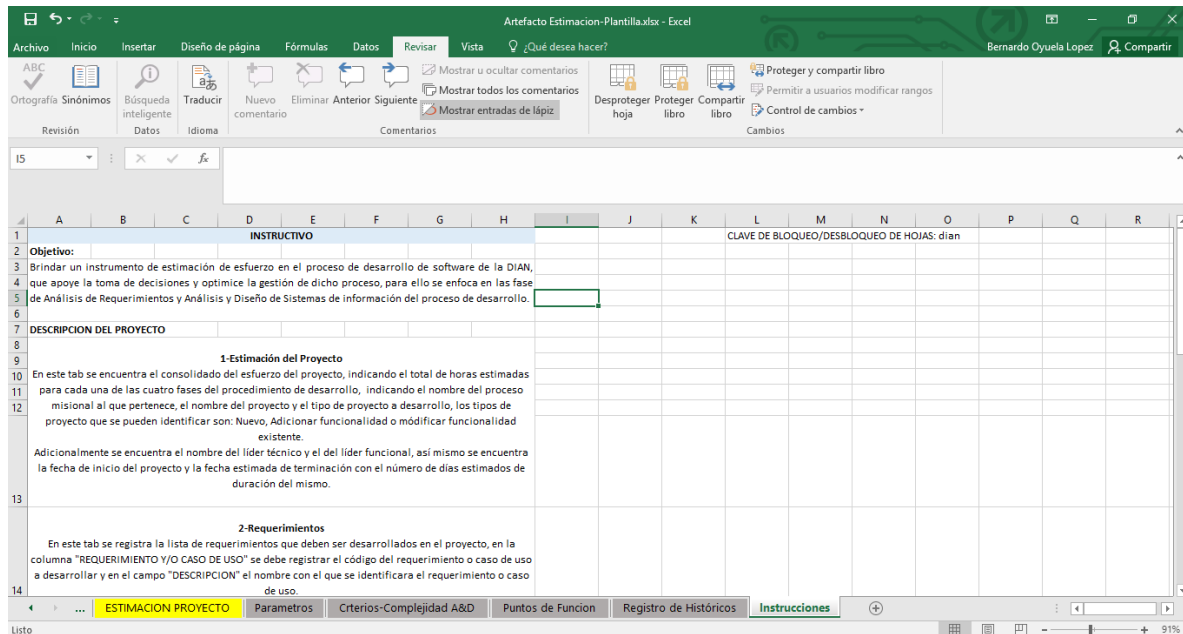 Artefacto Estimacion-Plantilla.xlsx - Excel
Archivo Inicio Insertar Diseño de página Fórmulas Datos Revisar Vista ¿Qué desea hacer? Bernardo Oyuela Lopez Compartir
ABC
Ortografía Sinónimos
Revisión
Búsqueda inteligente
Datos
Traducir
Idioma
Nuevo comentario
Eliminar Anterior Siguiente
Mostrar u ocultar comentarios
Mostrar todos los comentarios
Mostrar entradas de lápiz
Comentarios
Desproteger hoja
Proteger libro
Compartir libro
Proteger y compartir libro
Permitir a usuarios modificar rangos
Control de cambios
Cambios
I5 fx
A B C D E F G H I J K L M N O P Q R
1 INSTRUCTIVO CLAVE DE BLOQUEO/DESBLOQUEO DE HOJAS: dian
2 Objetivo:
3 Brindar un instrumento de estimación de esfuerzo en el proceso de desarrollo de software de la DIAN,
4 que apoye la toma de decisiones y optimice la gestión de dicho proceso, para ello se enfoca en las fase
5 de Análisis de Requerimientos y Análisis y Diseño de Sistemas de información del proceso de desarrollo.
6
7 DESCRIPCION DEL PROYECTO
8
9 1-Estimación del Proyecto
10 En este tab se encuentra el consolidado del esfuerzo del proyecto, indicando el total de horas estimadas
11 para cada una de las cuatro fases del procedimiento de desarrollo, indicando el nombre del proceso
12 misional al que pertenece, el nombre del proyecto y el tipo de proyecto a desarrollo, los tipos de
proyecto que se pueden identificar son: Nuevo, Adicionar funcionalidad o módificar funcionalidad
existente.
Adicionalmente se encuentra el nombre del líder técnico y el del líder funcional, así mismo se encuentra
la fecha de inicio del proyecto y la fecha estimada de terminación con el número de días estimados de
duración del mismo.
13
2-Requerimientos
En este tab se registra la lista de requerimientos que deben ser desarrollados en el proyecto, en la
columna "REQUERIMIENTO Y/O CASO DE USO" se debe registrar el código del requerimiento o caso de uso
a desarrollar y en el campo "DESCRIPCION" el nombre con el que se identificara el requerimiento o caso
14 de uso.
... ESTIMACION PROYECTO Parametros Crterios-Complejidad A&D Puntos de Funcion Registro de Históricos Instrucciones
Listo 91%